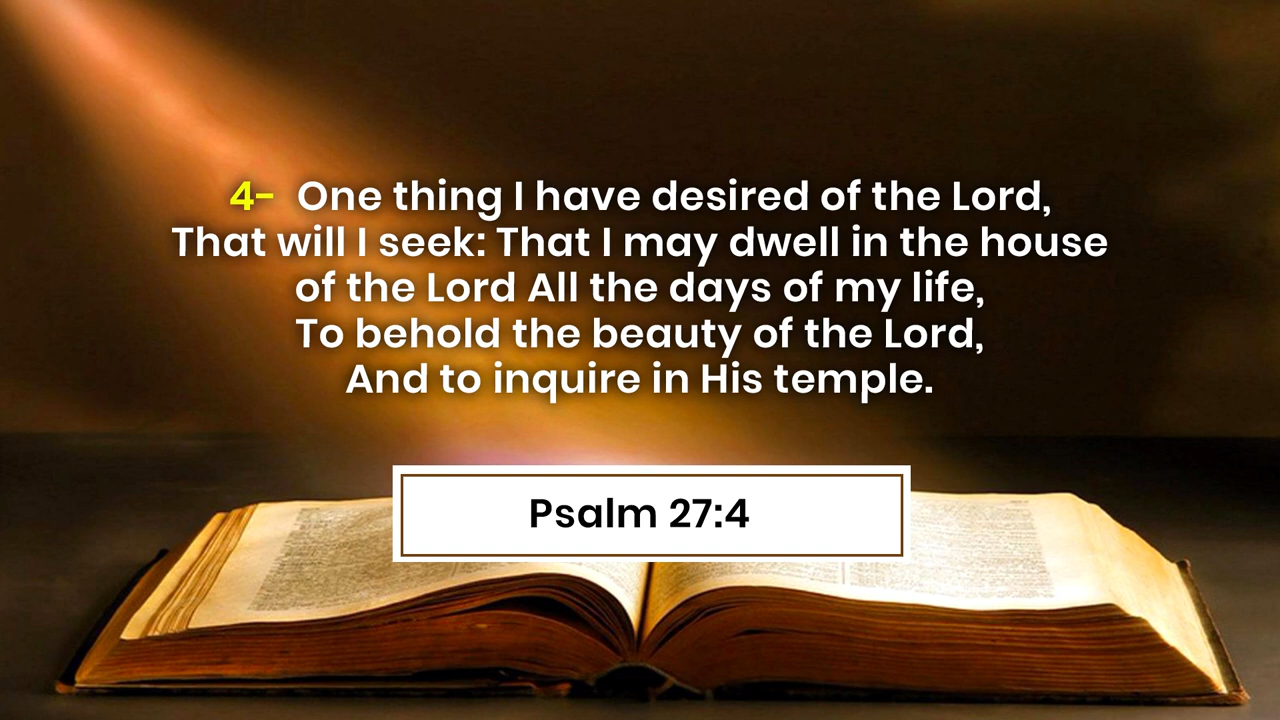 4- One thing I have desired of the Lord,
That will I seek: That I may dwell in the house
of the Lord All the days of my life,
To behold the beauty of the Lord,
And to inquire in His temple.
Psalm 27:4